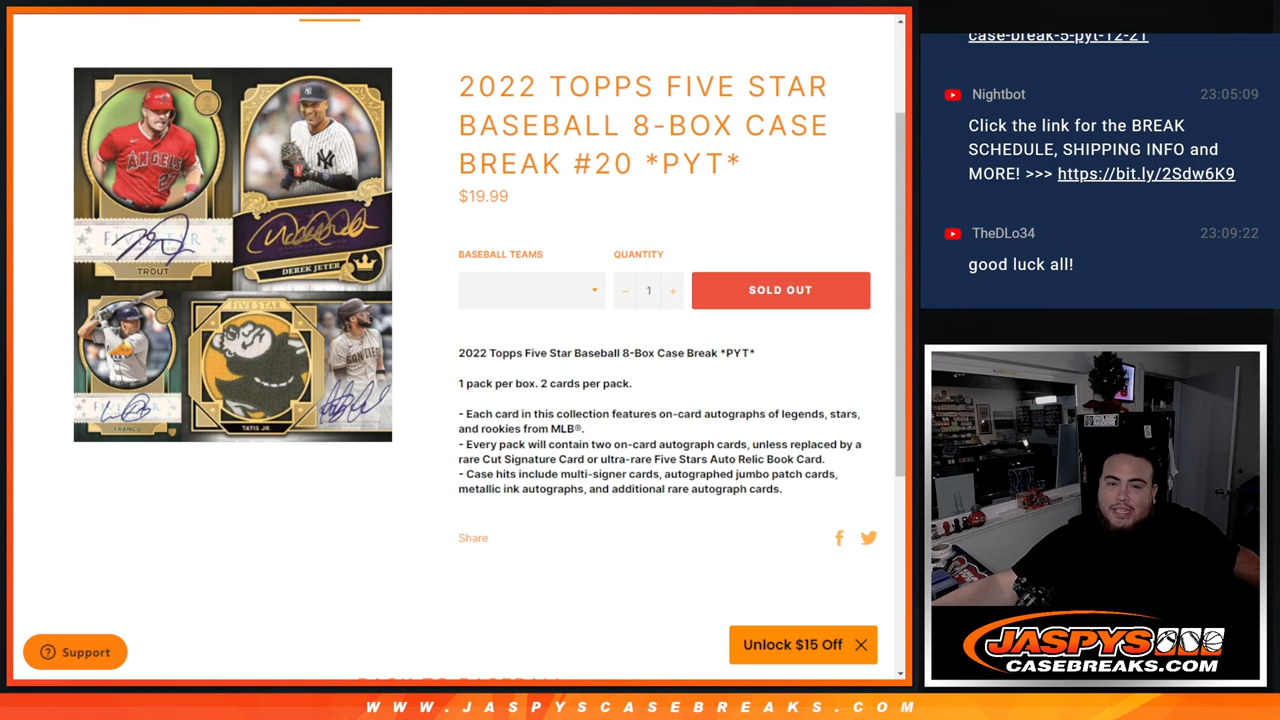 2022 TOPPS FIVE STAR
BASEBALL 8-BOX CASE
BREAK #20 *PYT*
$19.99
BASEBALL TEAMS
QUANTITY
− 1 +
SOLD OUT
2022 Topps Five Star Baseball 8-Box Case Break *PYT*
1 pack per box. 2 cards per pack.
- Each card in this collection features on-card autographs of legends, stars,
and rookies from MLB®.
- Every pack will contain two on-card autograph cards, unless replaced by a
rare Cut Signature Card or ultra-rare Five Stars Auto Relic Book Card.
- Case hits include multi-signer cards, autographed jumbo patch cards,
metallic ink autographs, and additional rare autograph cards.
Share
ANGELS
FIVE STAR
TROUT
DEREK JETER
FIVE STAR
SAN DIEGO
FRANCO
TATIS JR.
Support
Unlock $15 Off
WWW.JASPYSCASEBREAKS.COM
case-break-5-pyt-12-21
Nightbot
23:05:09
Click the link for the BREAK
SCHEDULE, SHIPPING INFO and
MORE! >>> https://bit.ly/2Sdw6K9
TheDLo34
23:09:22
good luck all!
JASPYS
CASEBREAKS.COM